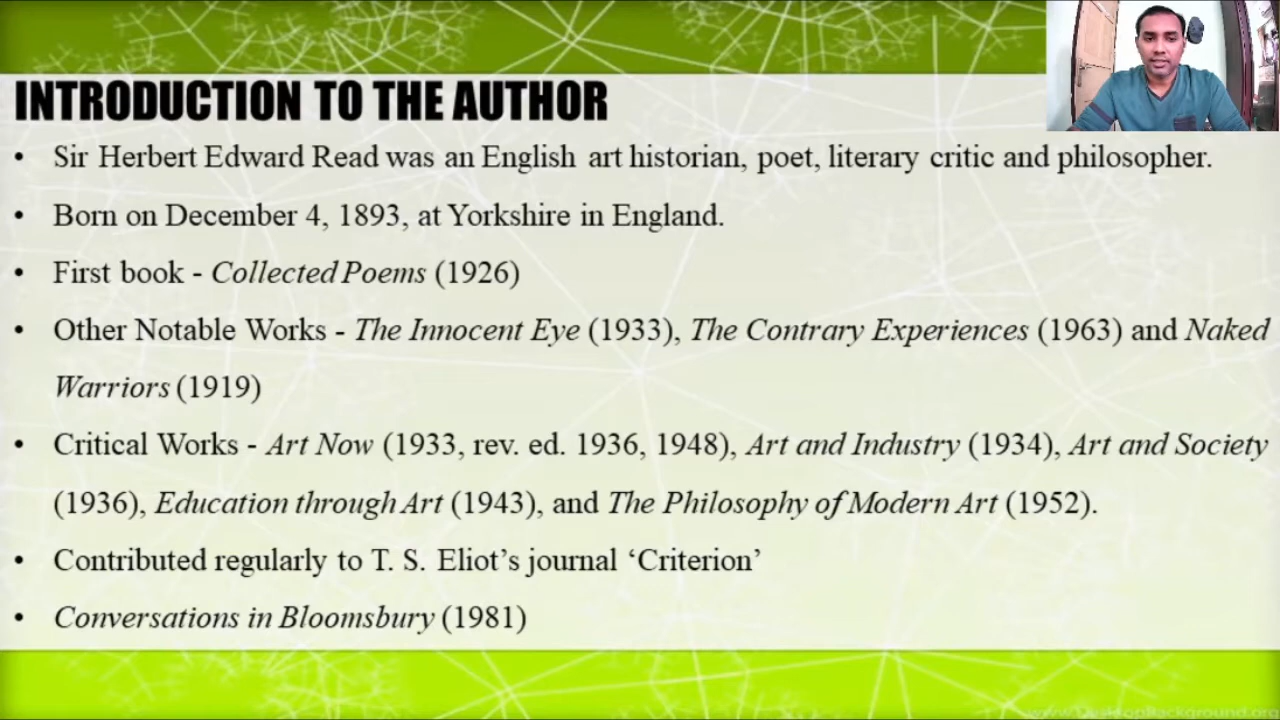 INTRODUCTION TO THE AUTHOR
• Sir Herbert Edward Read was an English art historian, poet, literary critic and philosopher.
• Born on December 4, 1893, at Yorkshire in England.
• First book - Collected Poems (1926)
• Other Notable Works - The Innocent Eye (1933), The Contrary Experiences (1963) and Naked
Warriors (1919)
• Critical Works - Art Now (1933, rev. ed. 1936, 1948), Art and Industry (1934), Art and Society
(1936), Education through Art (1943), and The Philosophy of Modern Art (1952).
• Contributed regularly to T. S. Eliot’s journal ‘Criterion’
• Conversations in Bloomsbury (1981)
www.DesktopBackground.org